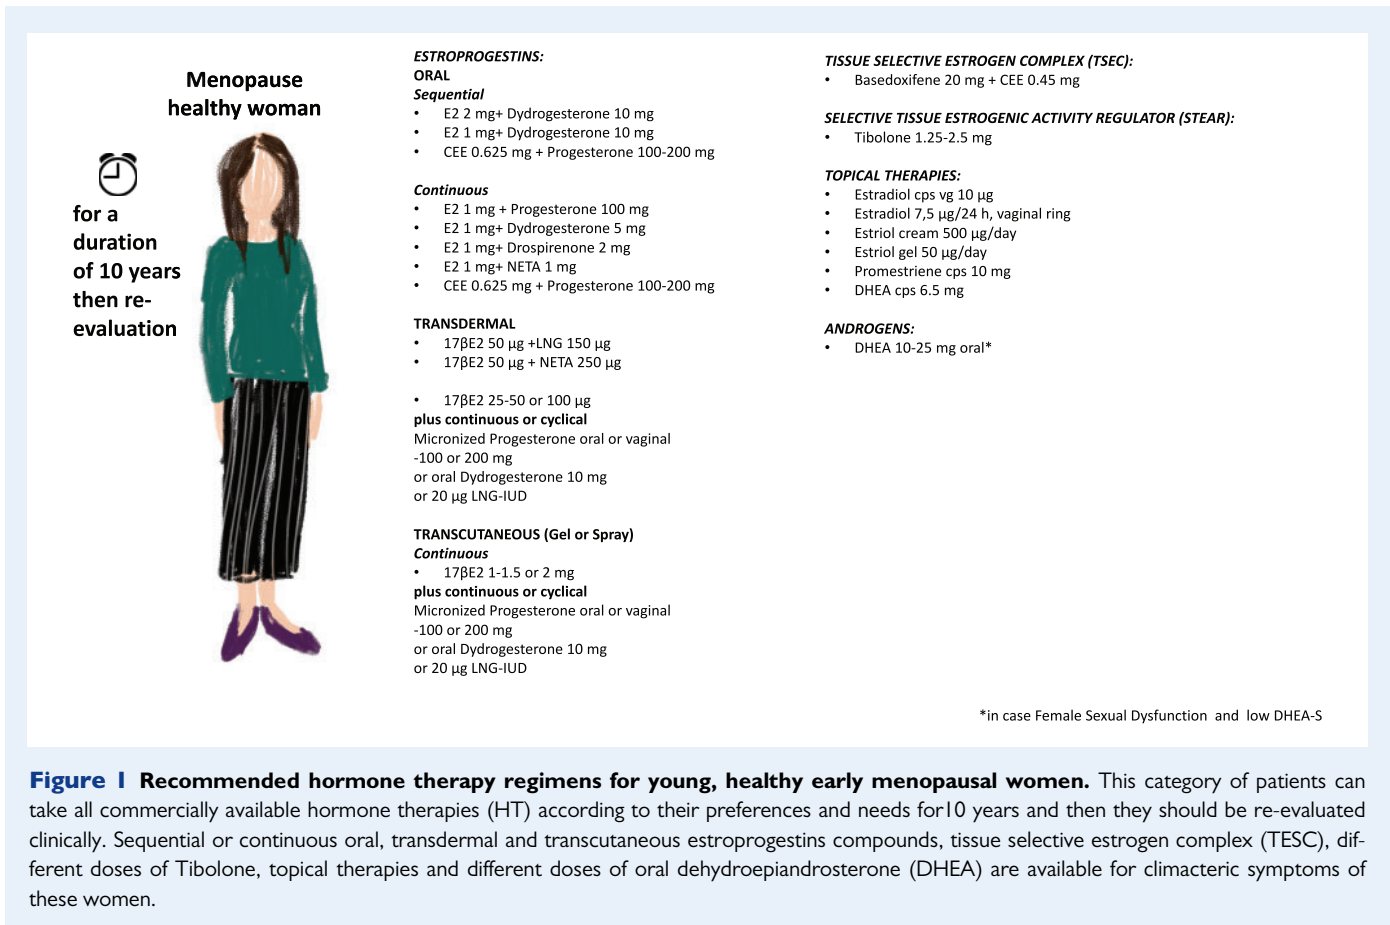 Menopause
healthy woman
for a
duration
of 10 years
then re-
evaluation
ESTROPROGESTINS:
ORAL
Sequential
• E2 2 mg+ Dydrogesterone 10 mg
• E2 1 mg+ Dydrogesterone 10 mg
• CEE 0.625 mg + Progesterone 100-200 mg
Continuous
• E2 1 mg + Progesterone 100 mg
• E2 1 mg+ Dydrogesterone 5 mg
• E2 1 mg+ Drospirenone 2 mg
• E2 1 mg+ NETA 1 mg
• CEE 0.625 mg + Progesterone 100-200 mg
TRANSDERMAL
• 17βE2 50 µg +LNG 150 µg
• 17βE2 50 µg + NETA 250 µg
• 17βE2 25-50 or 100 µg
plus continuous or cyclical
Micronized Progesterone oral or vaginal
-100 or 200 mg
or oral Dydrogesterone 10 mg
or 20 µg LNG-IUD
TRANSCUTANEOUS (Gel or Spray)
Continuous
• 17βE2 1-1.5 or 2 mg
plus continuous or cyclical
Micronized Progesterone oral or vaginal
-100 or 200 mg
or oral Dydrogesterone 10 mg
or 20 µg LNG-IUD
TISSUE SELECTIVE ESTROGEN COMPLEX (TSEC):
• Basedoxifene 20 mg + CEE 0.45 mg
SELECTIVE TISSUE ESTROGENIC ACTIVITY REGULATOR (STEAR):
• Tibolone 1.25-2.5 mg
TOPICAL THERAPIES:
• Estradiol cps vg 10 µg
• Estradiol 7,5 µg/24 h, vaginal ring
• Estriol cream 500 µg/day
• Estriol gel 50 µg/day
• Promestriene cps 10 mg
• DHEA cps 6.5 mg
ANDROGENS:
• DHEA 10-25 mg oral*
*in case Female Sexual Dysfunction and low DHEA-S
Figure 1 Recommended hormone therapy regimens for young, healthy early menopausal women. This category of patients can
take all commercially available hormone therapies (HT) according to their preferences and needs for10 years and then they should be re-evaluated
clinically. Sequential or continuous oral, transdermal and transcutaneous estroprogestins compounds, tissue selective estrogen complex (TESC), dif-
ferent doses of Tibolone, topical therapies and different doses of oral dehydroepiandrosterone (DHEA) are available for climacteric symptoms of
these women.